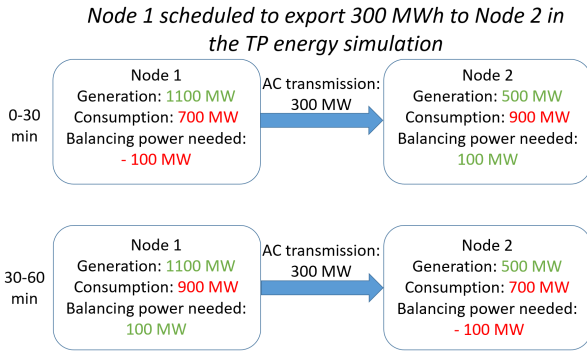 Node 1 scheduled to export 300 MWh to Node 2 in
the TP energy simulation
0-30
min
Node 1
Generation: 1100 MW
Consumption: 700 MW
Balancing power needed:
- 100 MW
AC transmission:
300 MW
Node 2
Generation: 500 MW
Consumption: 900 MW
Balancing power needed:
100 MW
30-60
min
Node 1
Generation: 1100 MW
Consumption: 900 MW
Balancing power needed:
100 MW
AC transmission:
300 MW
Node 2
Generation: 500 MW
Consumption: 700 MW
Balancing power needed:
- 100 MW